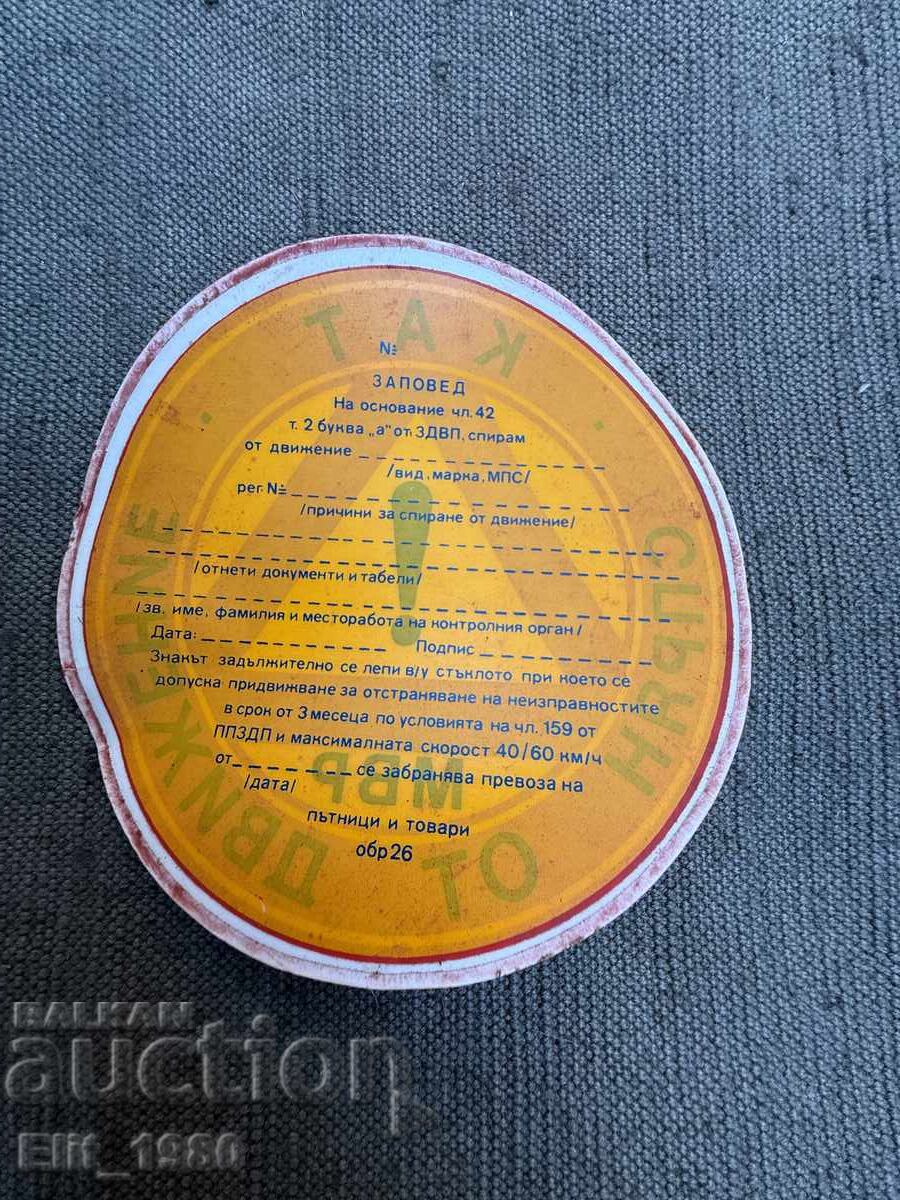 КАТ
№
ЗАПОВЕД
На основание чл. 42
т. 2 буква „а" от ЗДВП, спирам
от движение
/вид, марка, МПС/
рег. №
/причини за спиране от движение/
/отнети документи и табели/
/зв. име, фамилия и месторабота на контролния орган/
Дата: Подпис
Знакът задължително се лепи в/у стъклото при което се
допуска придвижване за отстраняване на неизправностите
в срок от 3 месеца по условията на чл. 159 от
ППЗДП и максималната скорост 40/60 км/ч
от се забранява превоза на
/дата/
пътници и товари
обр 26
МВР
ОТ ДВИЖЕНИЕ
BALKAN
auction
Elit_1980